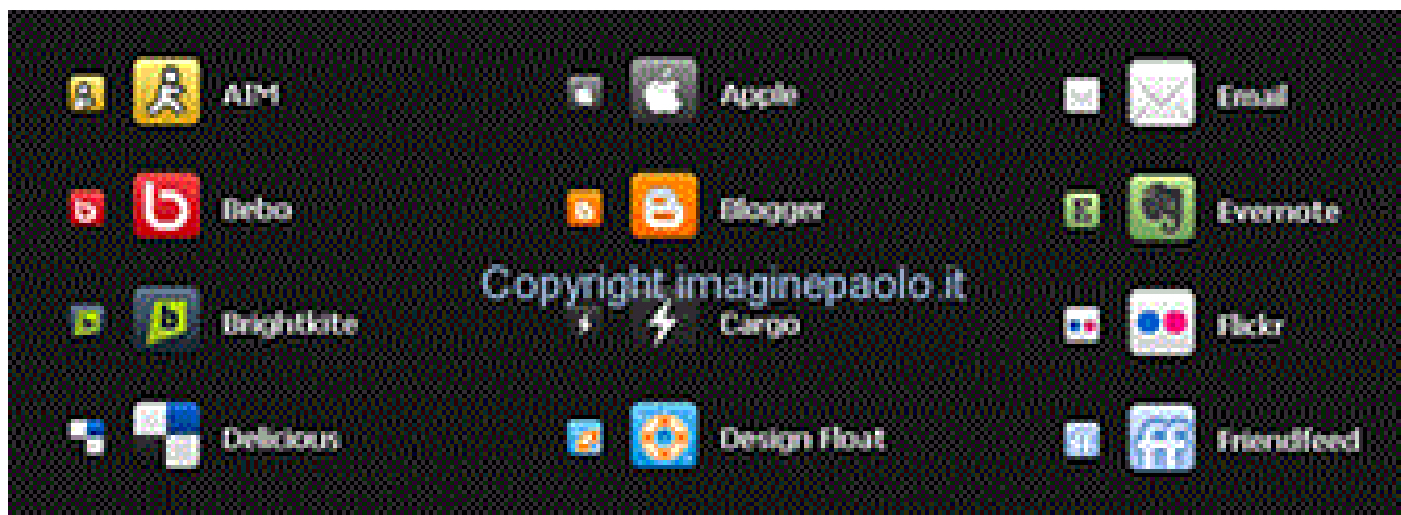 AIM
Apple
Email
Bebo
Blogger
Evernote
Copyright imaginepaolo.it
Brightkite
Cargo
Flickr
Delicious
Design Float
Friendfeed